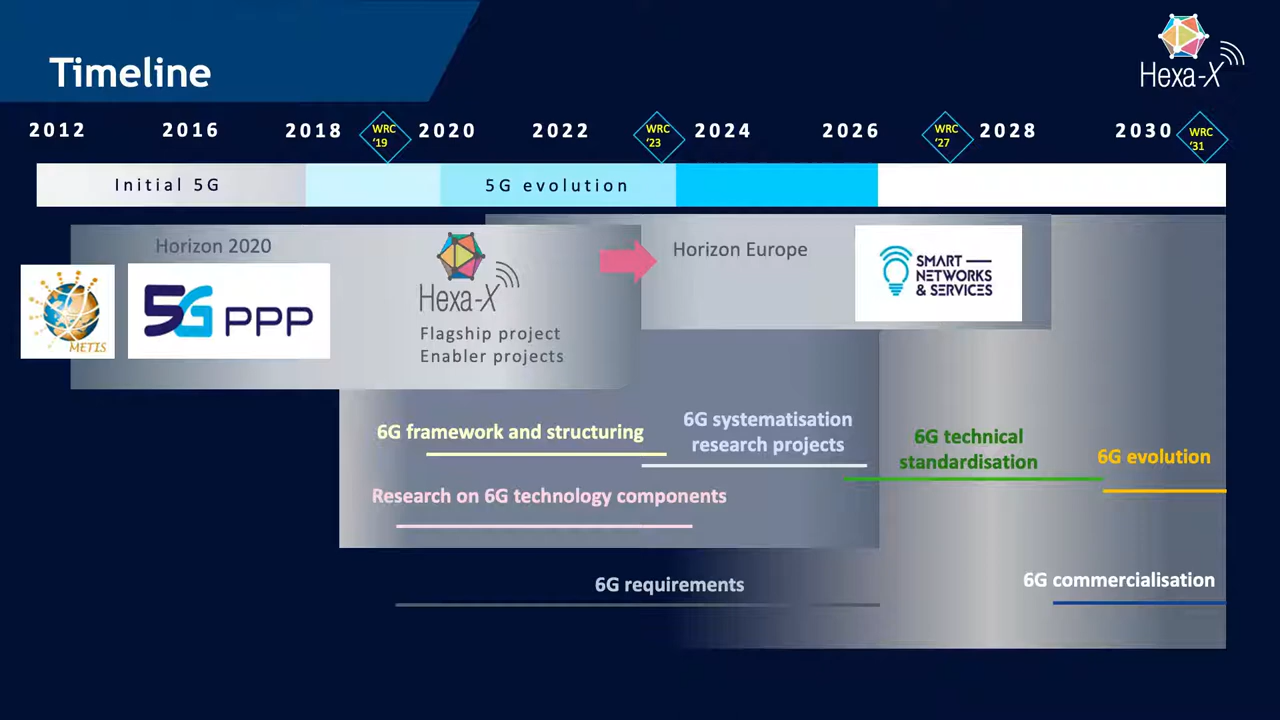 Timeline
Hexa-X
2012 2016 2018 WRC '19 2020 2022 WRC '23 2024 2026 WRC '27 2028 2030 WRC '31
Initial 5G
5G evolution
Horizon 2020
METIS
5G PPP
Hexa-X
Flagship project
Enabler projects
Horizon Europe
SMART
NETWORKS
& SERVICES
6G framework and structuring
6G systematisation
research projects
6G technical
standardisation
6G evolution
Research on 6G technology components
6G requirements
6G commercialisation